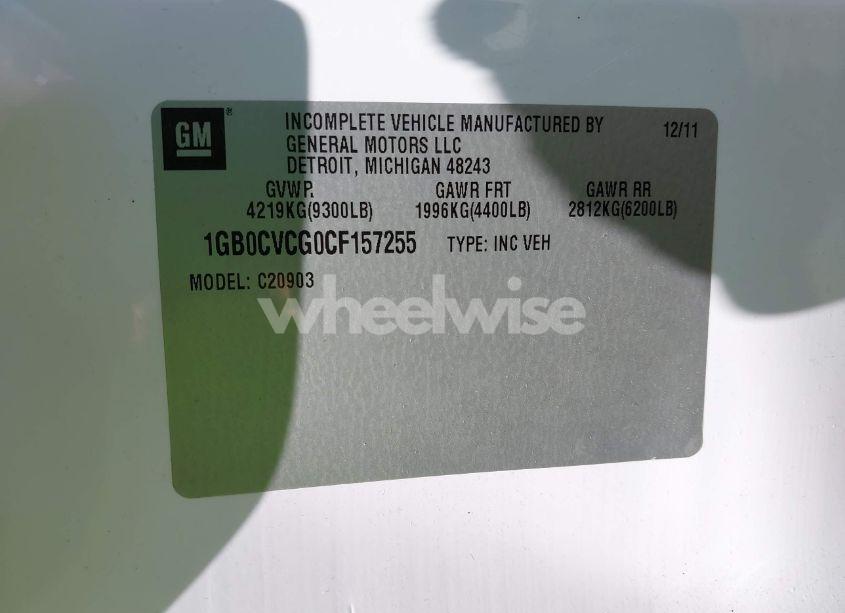 GM ® INCOMPLETE VEHICLE MANUFACTURED BY 12/11
GENERAL MOTORS LLC
DETROIT, MICHIGAN 48243
GVWR GAWR FRT GAWR RR
4219KG(9300LB) 1996KG(4400LB) 2812KG(6200LB)
1GB0CVCG0CF157255 TYPE: INC VEH
MODEL: C20903
wheelwise